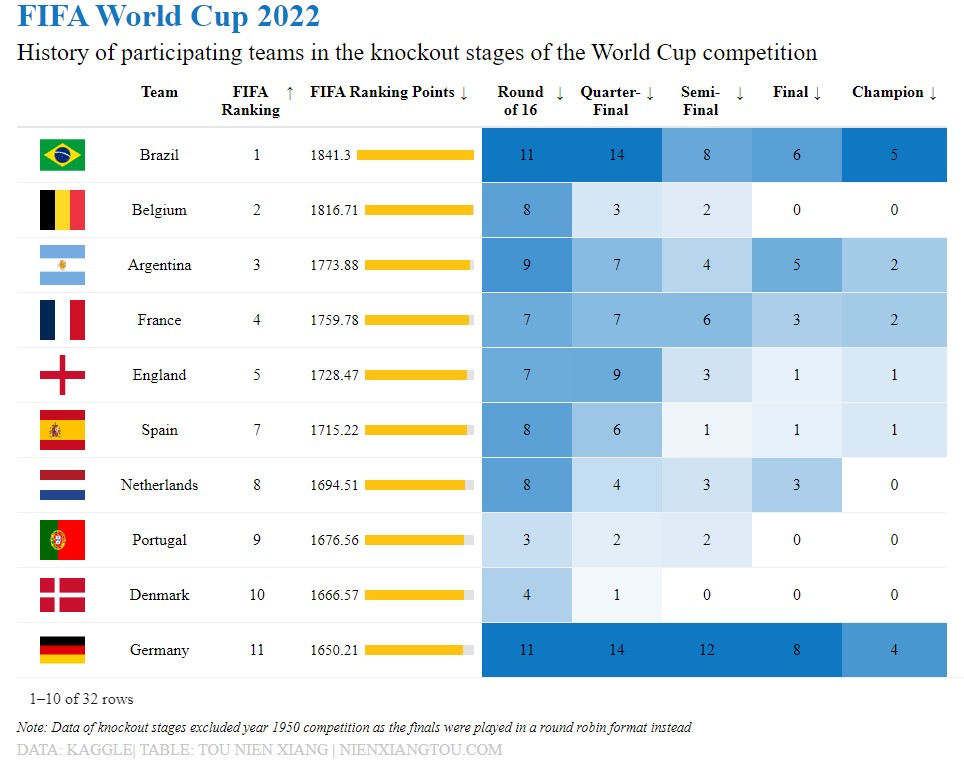 FIFA World Cup 2022
History of participating teams in the knockout stages of the World Cup competition
Team FIFA Ranking ↑ FIFA Ranking Points ↓ Round of 16 ↓ Quarter-Final ↓ Semi-Final ↓ Final ↓ Champion ↓
Brazil 1 1841.3 11 14 8 6 5
Belgium 2 1816.71 8 3 2 0 0
Argentina 3 1773.88 9 7 4 5 2
France 4 1759.78 7 7 6 3 2
England 5 1728.47 7 9 3 1 1
Spain 7 1715.22 8 6 1 1 1
Netherlands 8 1694.51 8 4 3 3 0
Portugal 9 1676.56 3 2 2 0 0
Denmark 10 1666.57 4 1 0 0 0
Germany 11 1650.21 11 14 12 8 4
1–10 of 32 rows
Note: Data of knockout stages excluded year 1950 competition as the finals were played in a round robin format instead
DATA: KAGGLE| TABLE: TOU NIEN XIANG | NIENXIANGTOU.COM